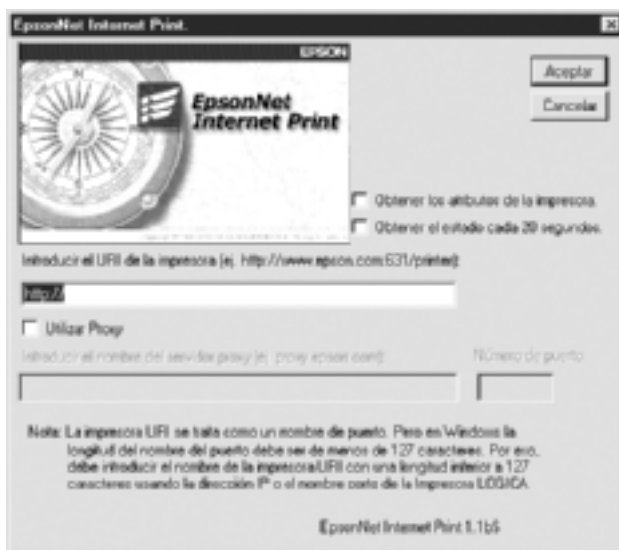 EpsonNet Internet Print.
EPSON
EpsonNet
Internet Print
Aceptar
Cancelar
Obtener los atributos de la impresora.
Obtener el estado cada 20 segundos.
Introducir el URI de la impresora (ej. http://www.epson.com:631/printer):
http://
Utilizar Proxy
Introducir el nombre del servidor proxy (ej. proxy.epson.com):
Número de puerto
Nota: La impresora URI se trata como un nombre de puerto. Pero en Windows la
longitud del nombre del puerto debe ser de menos de 127 caracteres. Por eso,
debe introducir el nombre de la impresora URI con una longitud inferior a 127
caracteres usando la dirección IP o el nombre corto de la Impresora LÓGICA.
EpsonNet Internet Print 1.1bS